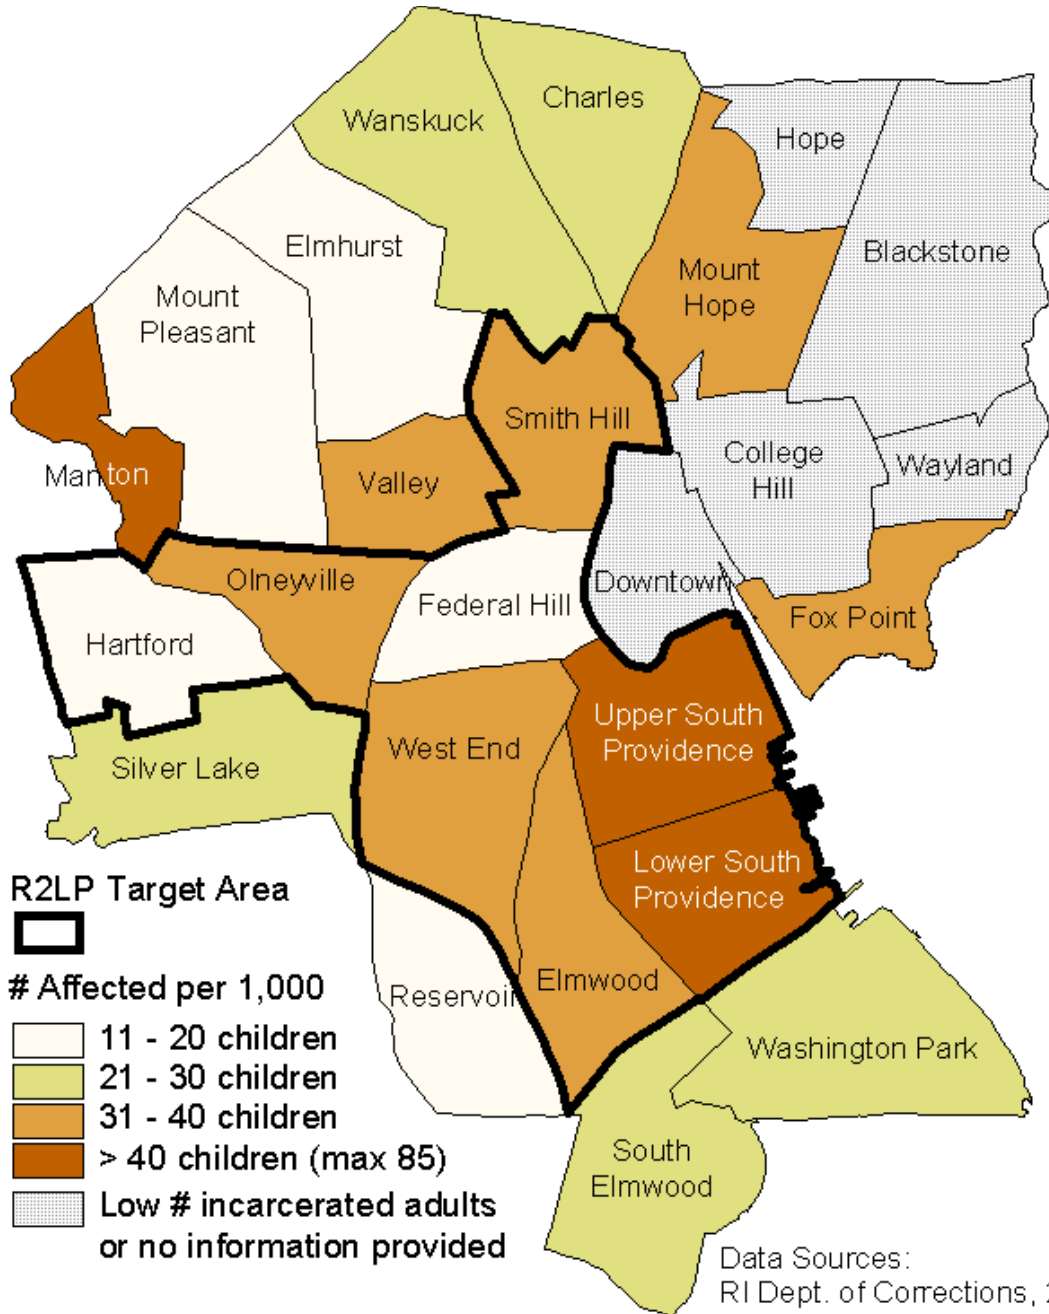 Charles
Wanskuck
Hope
Elmhurst
Blackstone
Mount
Pleasant
Mount
Hope
Smith Hill
College
Hill
Wayland
Manton
Valley
Olneyville
Downtown
Federal Hill
Fox Point
Hartford
Upper South
Providence
West End
Silver Lake
Lower South
Providence
R2LP Target Area
Elmwood
Reservoir
# Affected per 1,000
11 - 20 children
21 - 30 children
31 - 40 children
> 40 children (max 85)
Low # incarcerated adults
or no information provided
Washington Park
South
Elmwood
Data Sources:
RI Dept. of Corrections,